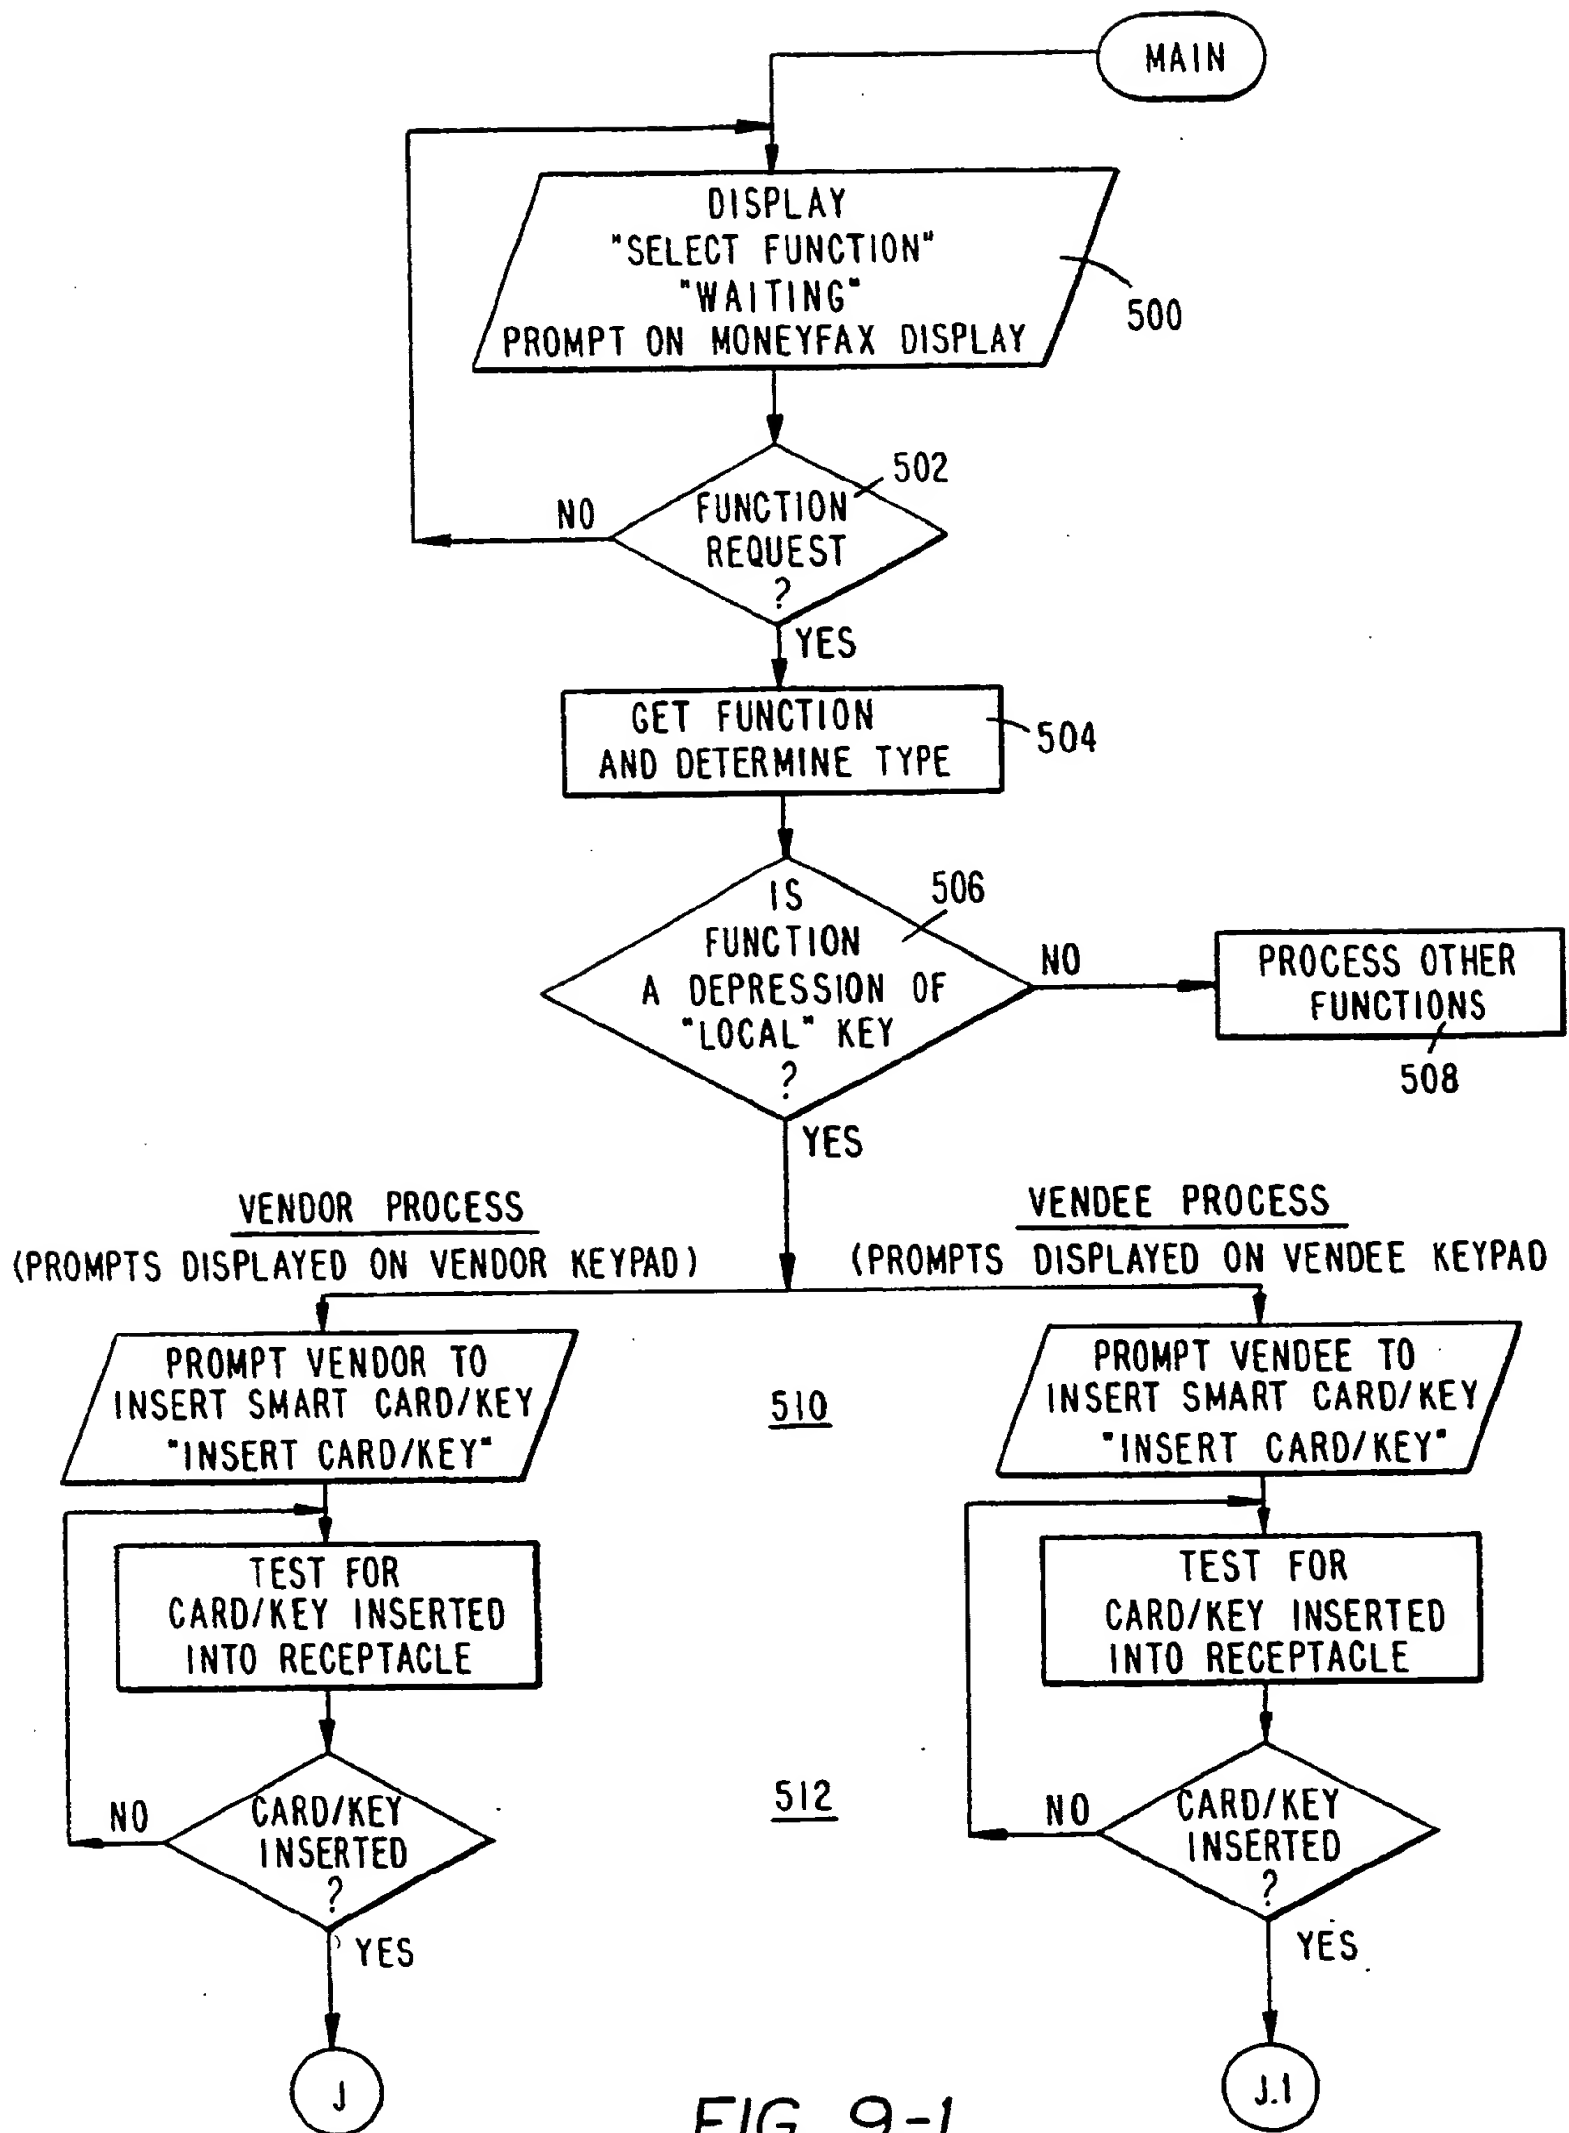 MAIN
DISPLAY
"SELECT FUNCTION"
"WAITING"
PROMPT ON MONEYFAX DISPLAY
500
502
FUNCTION
REQUEST
?
NO
YES
GET FUNCTION
AND DETERMINE TYPE
504
506
IS
FUNCTION
A DEPRESSION OF
"LOCAL" KEY
?
NO
PROCESS OTHER
FUNCTIONS
508
YES
VENDOR PROCESS
(PROMPTS DISPLAYED ON VENDOR KEYPAD)
VENDEE PROCESS
(PROMPTS DISPLAYED ON VENDEE KEYPAD
PROMPT VENDOR TO
INSERT SMART CARD/KEY
"INSERT CARD/KEY"
510
PROMPT VENDEE TO
INSERT SMART CARD/KEY
"INSERT CARD/KEY"
TEST FOR
CARD/KEY INSERTED
INTO RECEPTACLE
TEST FOR
CARD/KEY INSERTED
INTO RECEPTACLE
NO
CARD/KEY
INSERTED
?
YES
512
NO
CARD/KEY
INSERTED
?
YES
J
J.1
FIG. 9-1